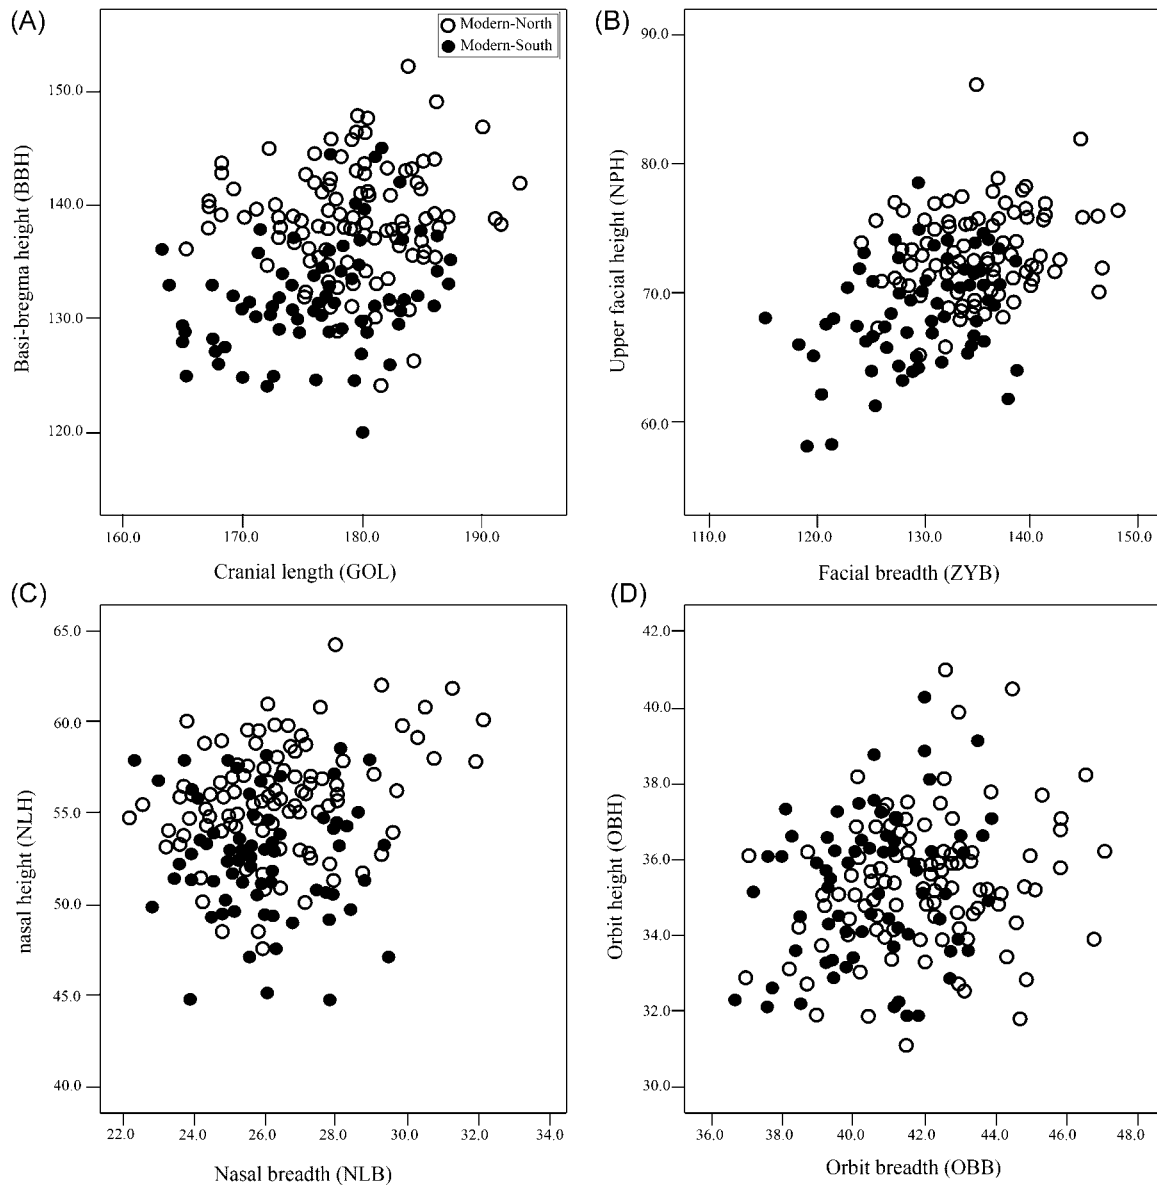 (A)
Modern-North
Modern-South
150.0
140.0
130.0
120.0
Basi-bregma height (BBH)
160.0 170.0 180.0 190.0
Cranial length (GOL)
(B)
90.0
80.0
70.0
60.0
Upper facial height (NPH)
110.0 120.0 130.0 140.0 150.0
Facial breadth (ZYB)
(C)
65.0
60.0
55.0
50.0
45.0
40.0
nasal height (NLH)
22.0 24.0 26.0 28.0 30.0 32.0 34.0
Nasal breadth (NLB)
(D)
42.0
40.0
38.0
36.0
34.0
32.0
30.0
Orbit height (OBH)
36.0 38.0 40.0 42.0 44.0 46.0 48.0
Orbit breadth (OBB)